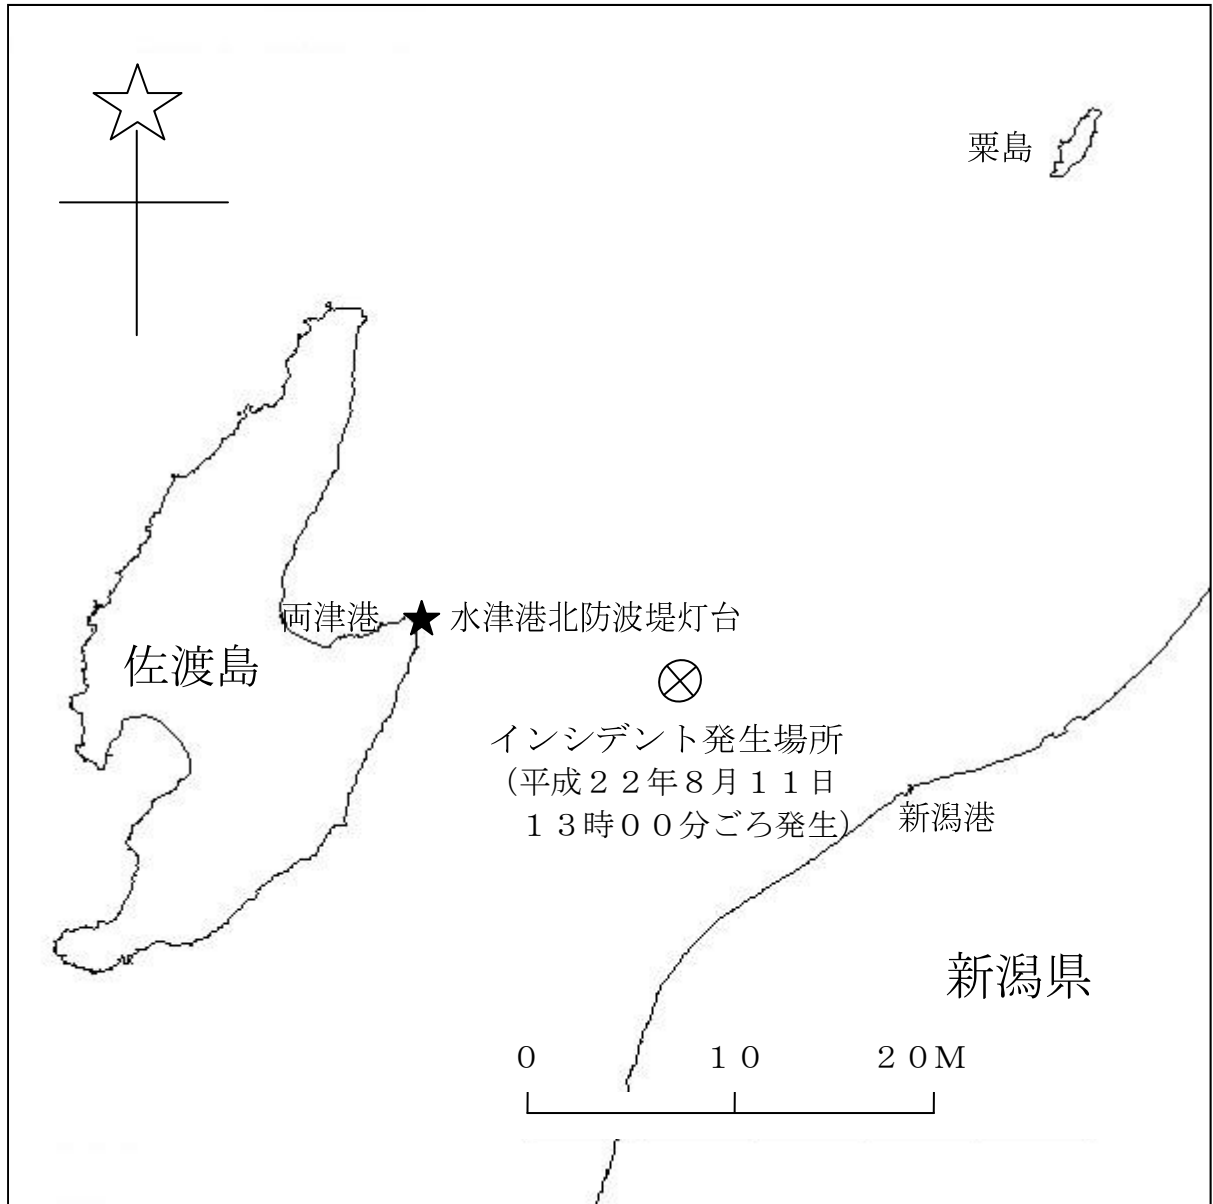 粟島
両津港
水津港北防波堤灯台
佐渡島
インシデント発生場所
（平成２２年８月１１日
１３時００分ごろ発生）
新潟港
新潟県
０ １０ ２０Ｍ